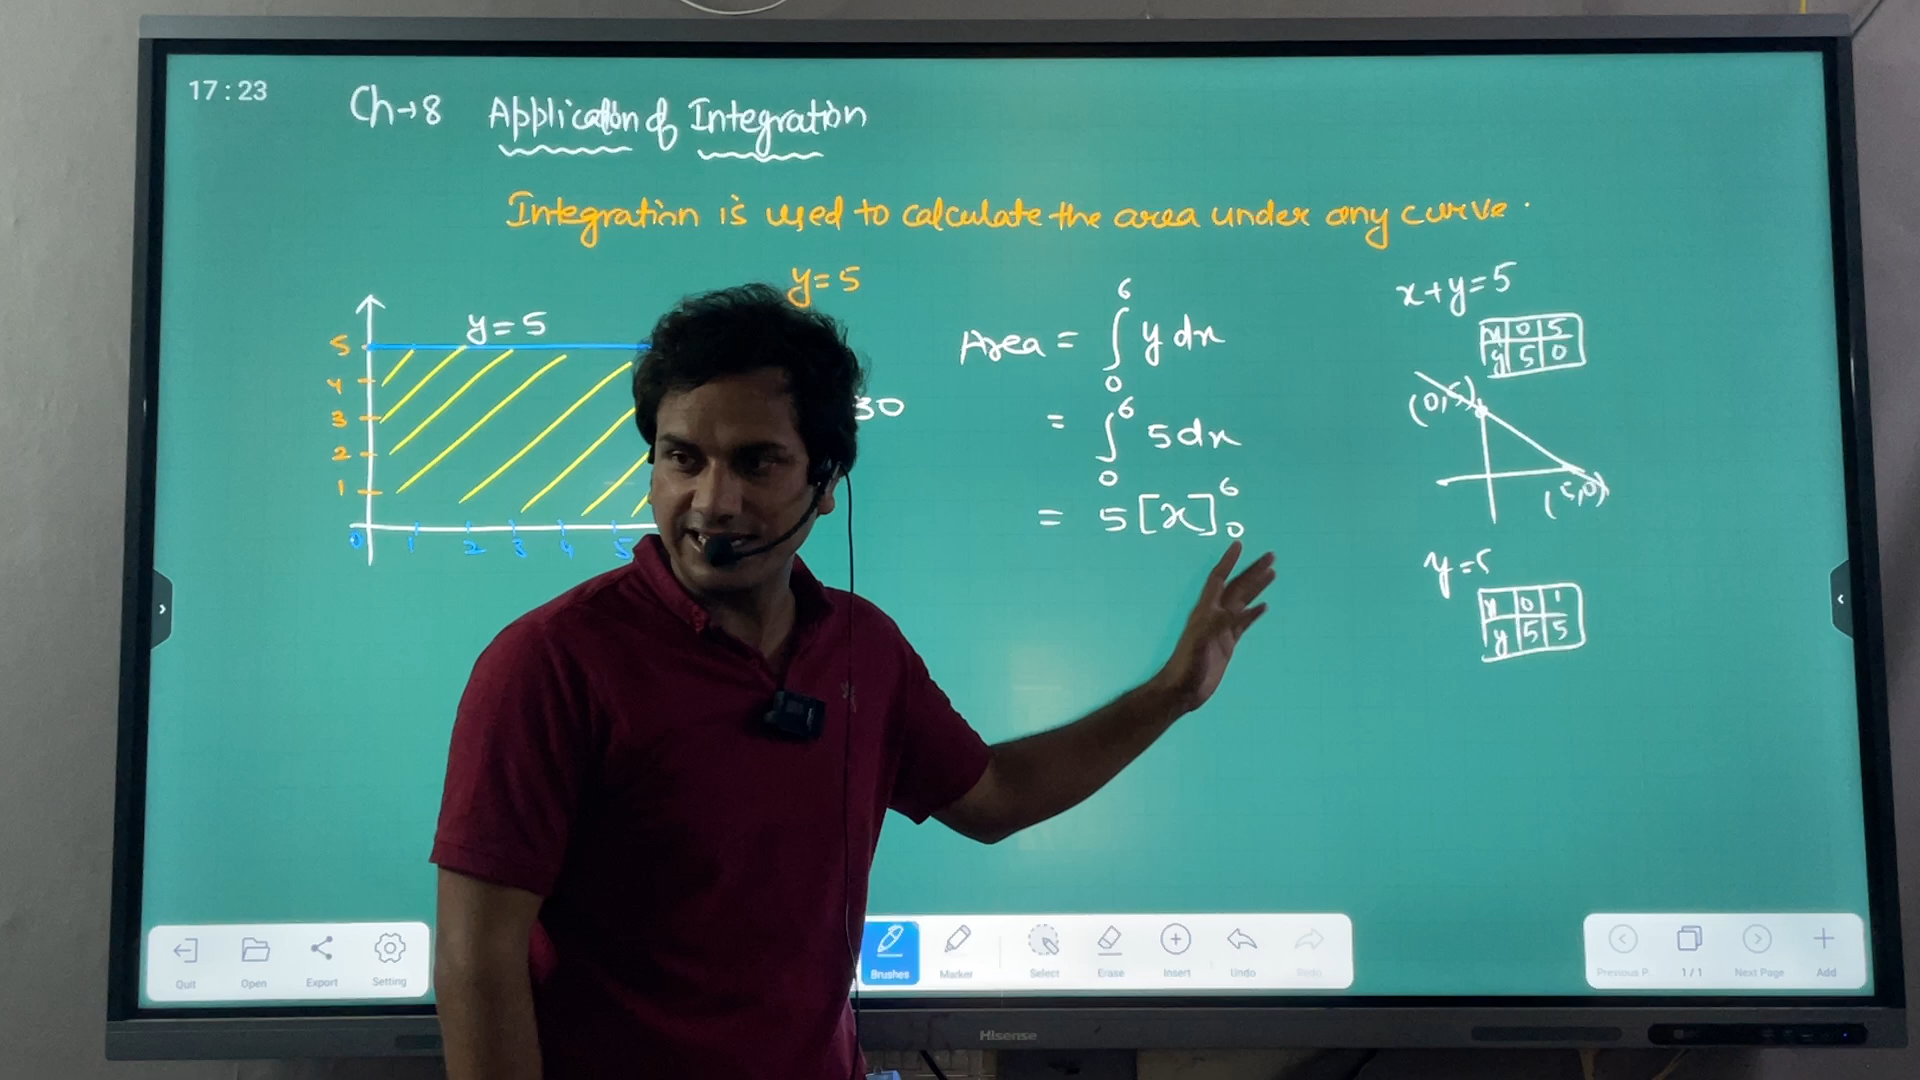 17:23
Ch→8 Application of Integration
Integration is used to calculate the area under any curve.
y=5
y=5
5
4
3
2
1
0 1 2 3 4 5
30
Area = ∫₀⁶ y dx
= ∫₀⁶ 5dx
= 5[x]₀⁶
x+y=5
x 0 5
y 5 0
(0,5)
(5,0)
y=5
x 0 1
y 5 5
Quit Open Export Setting
Brushes Marker Select Erase Insert Undo Redo
Previous P.. 1/1 Next Page Add
Hisense